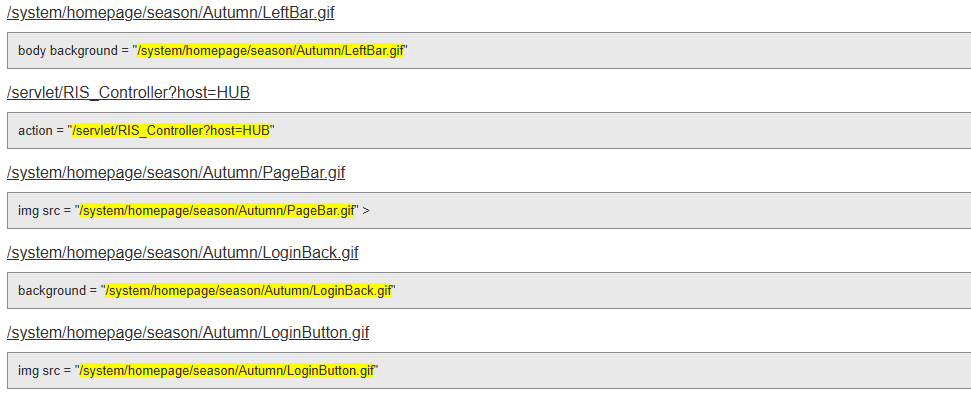 /system/homepage/season/Autumn/LeftBar.gif
body background = "/system/homepage/season/Autumn/LeftBar.gif"
/servlet/RIS_Controller?host=HUB
action = "/servlet/RIS_Controller?host=HUB"
/system/homepage/season/Autumn/PageBar.gif
img src = "/system/homepage/season/Autumn/PageBar.gif" >
/system/homepage/season/Autumn/LoginBack.gif
background = "/system/homepage/season/Autumn/LoginBack.gif"
/system/homepage/season/Autumn/LoginButton.gif
img src = "/system/homepage/season/Autumn/LoginButton.gif"